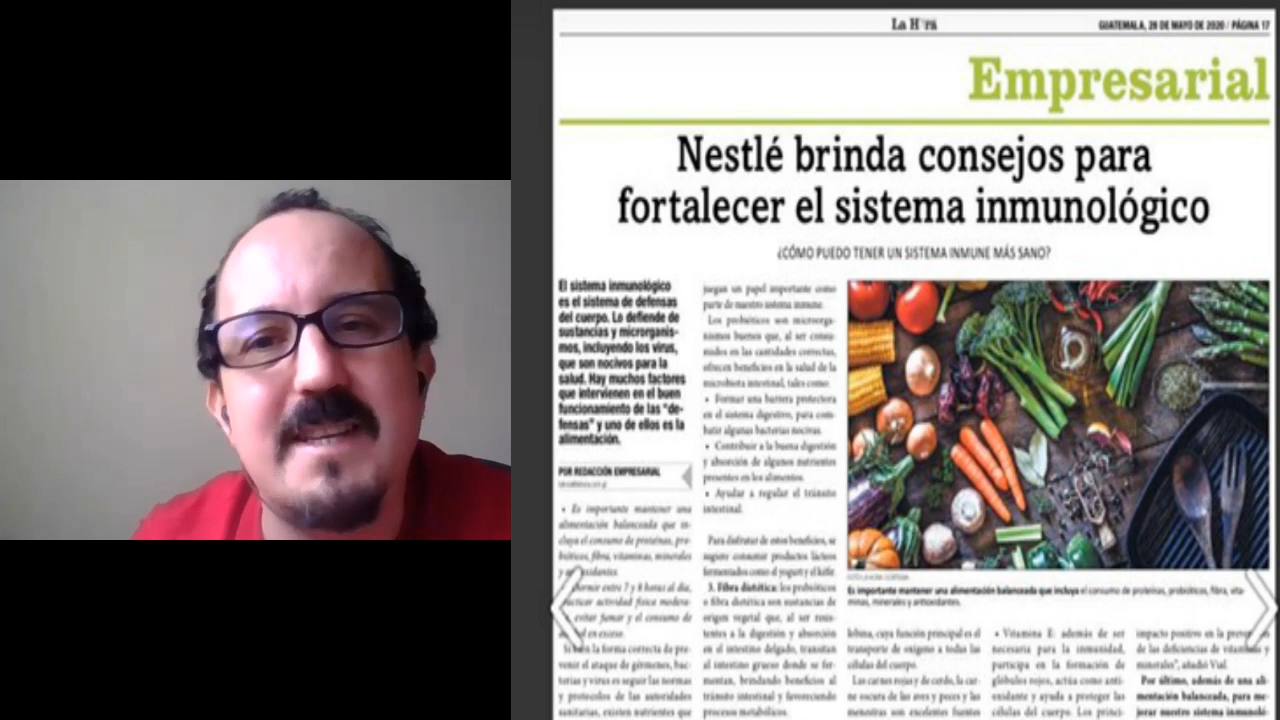 La Hora
GUATEMALA, 28 DE MAYO DE 2020 / PÁGINA 17
Empresarial
Nestlé brinda consejos para
fortalecer el sistema inmunológico
¿CÓMO PUEDO TENER UN SISTEMA INMUNE MÁS SANO?
El sistema inmunológico
es el sistema de defensas
del cuerpo. Lo defiende de
sustancias y microrganis-
mos, incluyendo los virus,
que son nocivos para la
salud. Hay muchos factores
que intervienen en el buen
funcionamiento de las "de-
fensas" y uno de ellos es la
alimentación.
POR REDACCIÓN EMPRESARIAL
• Es importante mantener una
alimentación balanceada que in-
cluya el consumo de proteínas, pro-
bióticos, fibra, vitaminas, minerales
y antioxidantes.
Dormir entre 7 y 8 horas al día,
practicar actividad física modera-
evitar fumar y el consumo de
en exceso.
Si bien la forma correcta de pre-
venir el ataque de gérmenes, bac-
terias y virus es seguir las normas
y protocolos de las autoridades
sanitarias, existen nutrientes que
juegan un papel importante como
parte de nuestro sistema inmune.
Los probióticos son microorga-
nismos buenos que, al ser consu-
midos en las cantidades correctas,
ofrecen beneficios en la salud de la
microbiota intestinal, tales como:
• Formar una barrera protectora
en el sistema digestivo, para com-
batir algunas bacterias nocivas.
• Contribuir a la buena digestión
y absorción de algunos nutrientes
presentes en los alimentos.
• Ayudar a regular el tránsito
intestinal.
Para disfrutar de estos beneficios, se
sugiere consumir productos lácteos
fermentados como el yogurt y el kéfir.
3. Fibra dietética: los prebióticos
o fibra dietética son sustancias de
origen vegetal que, al ser resis-
tentes a la digestión y absorción
en el intestino delgado, transitan
al intestino grueso donde se fer-
mentan, brindando beneficios al
tránsito intestinal y favoreciendo
procesos metabólicos.
Es importante mantener una alimentación balanceada que incluya el consumo de proteínas, probióticos, fibra, vita-
minas, minerales y antioxidantes.
lobina, cuya función principal es el
transporte de oxígeno a todas las
células del cuerpo.
Las carnes rojas y de cerdo, la car-
ne oscura de las aves y peces y las
menestras son excelentes fuentes
• Vitamina E: además de ser
necesaria para la inmunidad,
participa en la formación de
glóbulos rojos, actúa como anti-
oxidante y ayuda a proteger las
células del cuerpo. Los princi-
impacto positivo en la preven-
de las deficiencias de vitaminas y
minerales", añadió Vial.
Por último, además de una ali-
mentación balanceada, para me-
jorar nuestro sistema inmunoló-